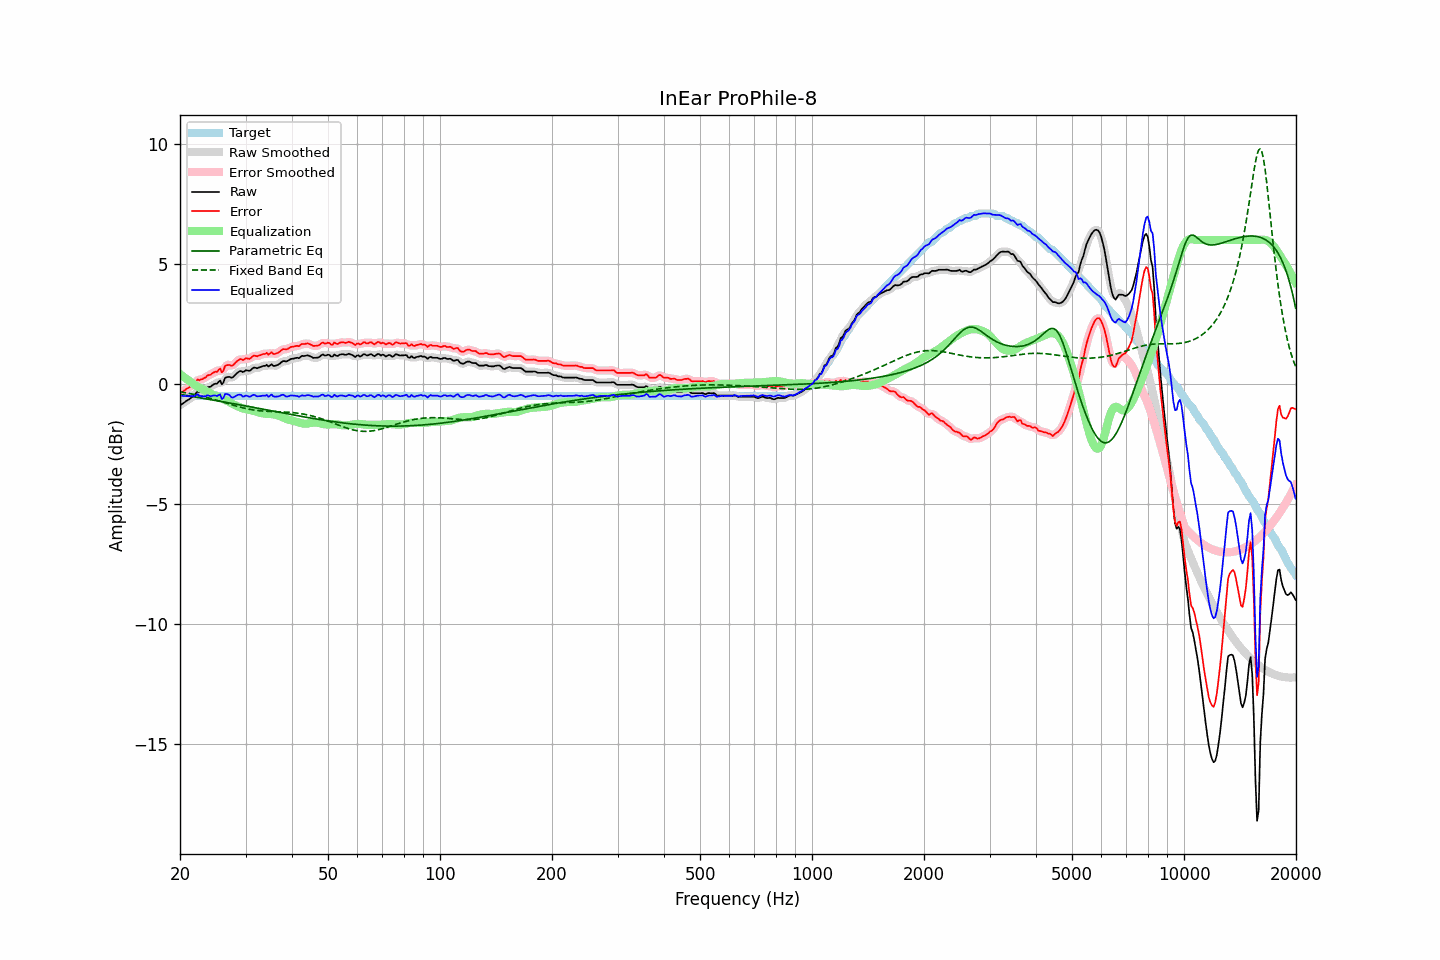 InEar ProPhile-8
Target
Raw Smoothed
Error Smoothed
Raw
Error
Equalization
Parametric Eq
Fixed Band Eq
Equalized
10
5
0
−5
−10
−15
Amplitude (dBr)
20 50 100 200 500 1000 2000 5000 10000 20000
Frequency (Hz)